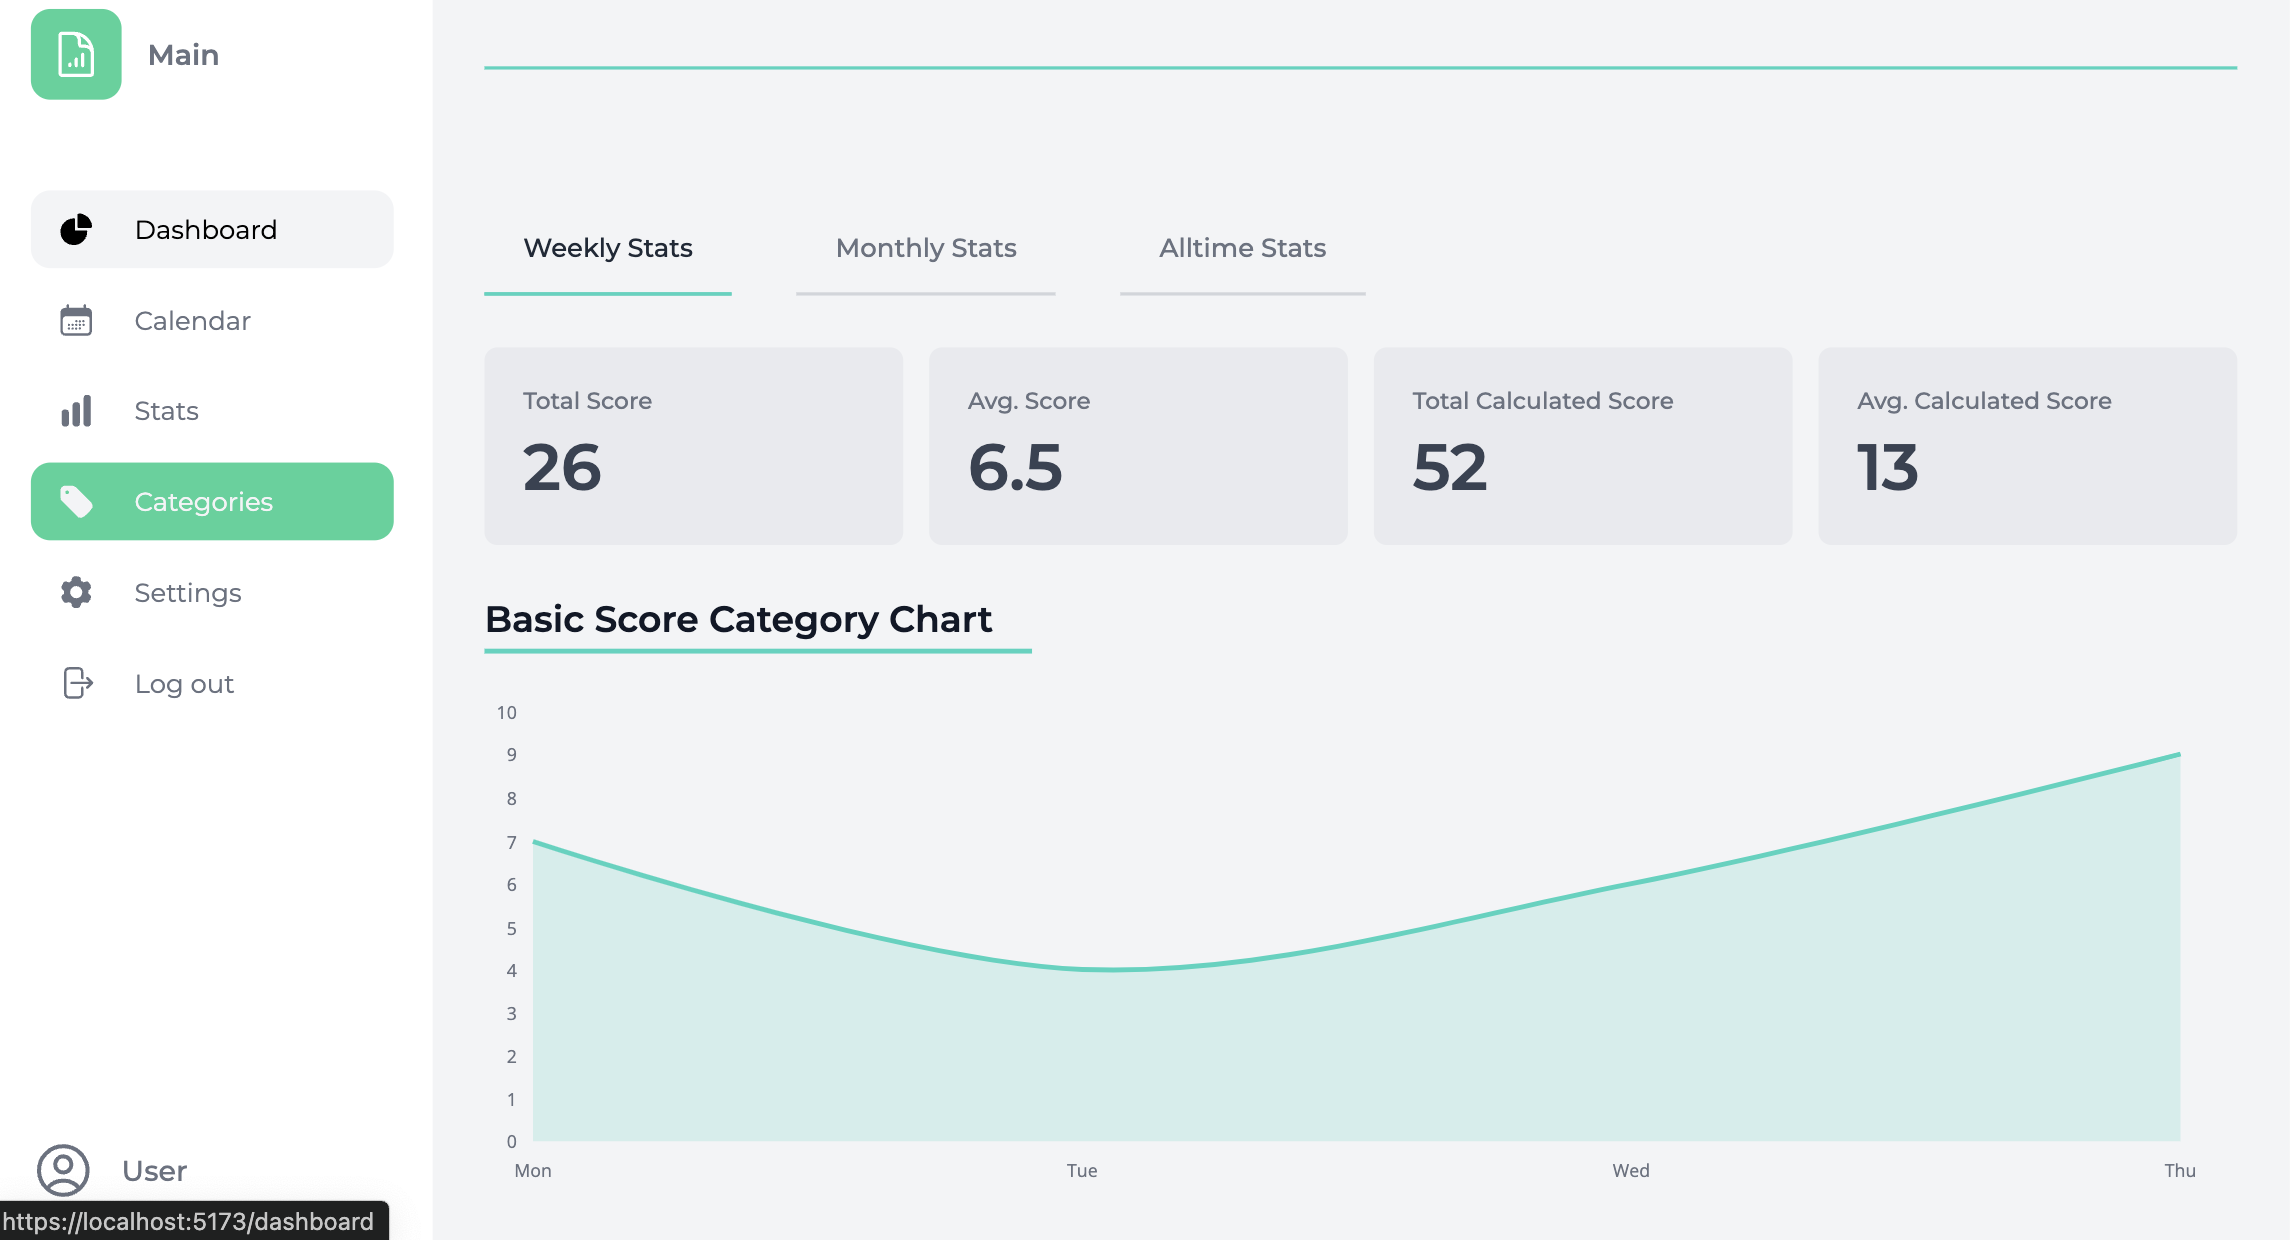 Main
Dashboard
Calendar
Stats
Categories
Settings
Log out
User
https://localhost:5173/dashboard
Weekly Stats
Monthly Stats
Alltime Stats
Total Score
26
Avg. Score
6.5
Total Calculated Score
52
Avg. Calculated Score
13
Basic Score Category Chart
10
9
8
7
6
5
4
3
2
1
0
Mon Tue Wed Thu